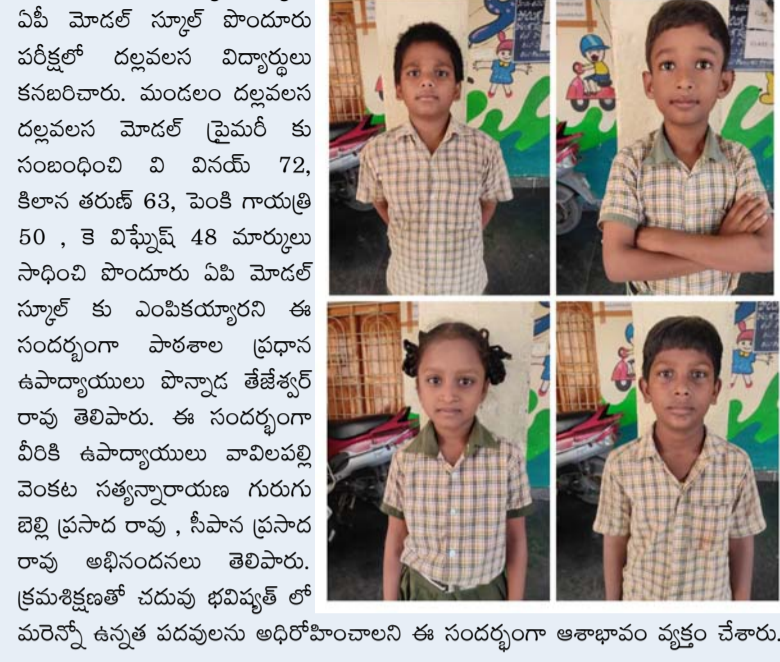 ఏపీ మోడల్ స్కూల్ పొందూరు
పరీక్షలో దల్లవలస విద్యార్థులు
కనబరిచారు. మండలం దల్లవలస
దల్లవలస మోడల్ ప్రైమరీ కు
సంబంధించి వి వినయ్ 72,
కిలాన తరుణ్ 63, పెంకి గాయత్రి
50 , కె విఘ్నేష్ 48 మార్కులు
సాధించి పొందూరు ఏపి మోడల్
స్కూల్ కు ఎంపికయ్యారని ఈ
సందర్భంగా పాఠశాల ప్రధాన
ఉపాద్యాయులు పొన్నాడ తేజేశ్వర్
రావు తెలిపారు. ఈ సందర్భంగా
వీరికి ఉపాద్యాయులు వావిలపల్లి
వెంకట సత్యన్నారాయణ గురుగు
బెల్లి ప్రసాద రావు , సీపాన ప్రసాద
రావు అభినందనలు తెలిపారు.
క్రమశిక్షణతో చదువు భవిష్యత్ లో
మరెన్నో ఉన్నత పదవులను అధిరోహించాలని ఈ సందర్భంగా ఆశాభావం వ్యక్తం చేశారు.